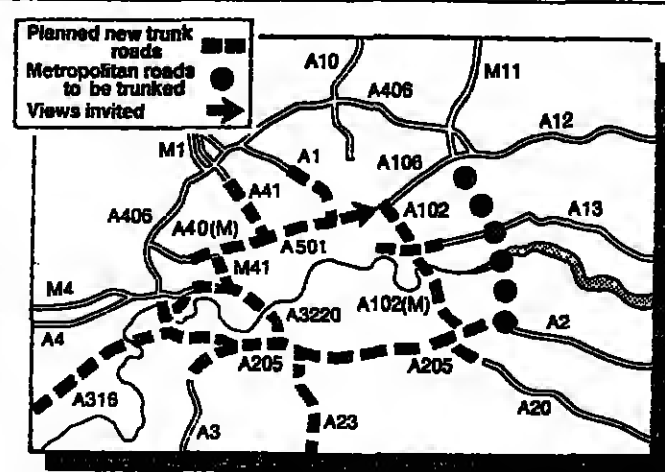 Planned new trunk
roads
Metropolitan roads
to be trunked
Views invited
A10
M11
A406
A12
M1
A1
A106
A41
A406
A40(M)
A102
A13
A501
M41
M4
A3220
A102(M)
A4
A2
A205
A205
A316
A3
A23
A20